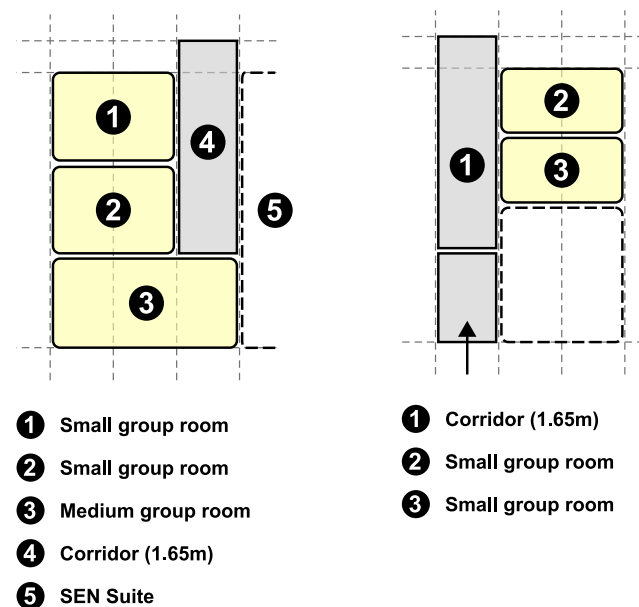 1
2
3
4
5
1
2
3
1 Small group room
2 Small group room
3 Medium group room
4 Corridor (1.65m)
5 SEN Suite
1 Corridor (1.65m)
2 Small group room
3 Small group room